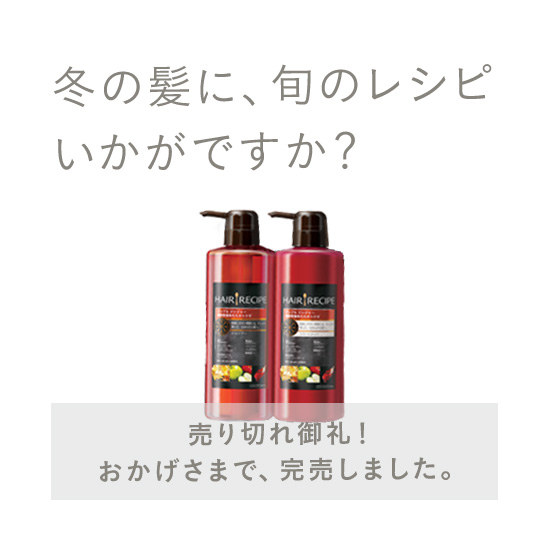 冬の髪に、旬のレシピ
いかがですか？
HAIR RECIPE
HAIR RECIPE
売り切れ御礼！
おかげさまで、完売しました。